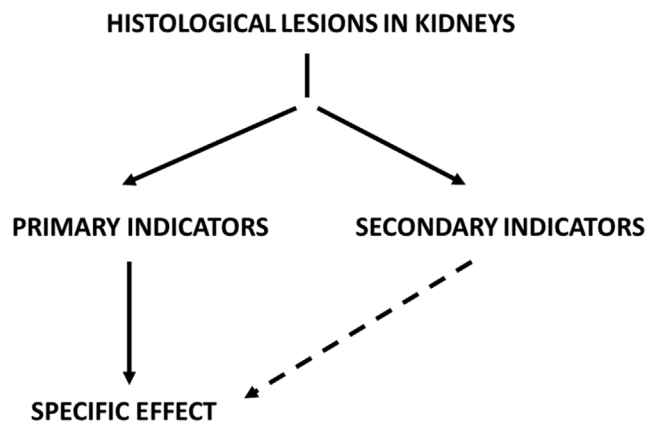 HISTOLOGICAL LESIONS IN KIDNEYS
PRIMARY INDICATORS
SECONDARY INDICATORS
SPECIFIC EFFECT